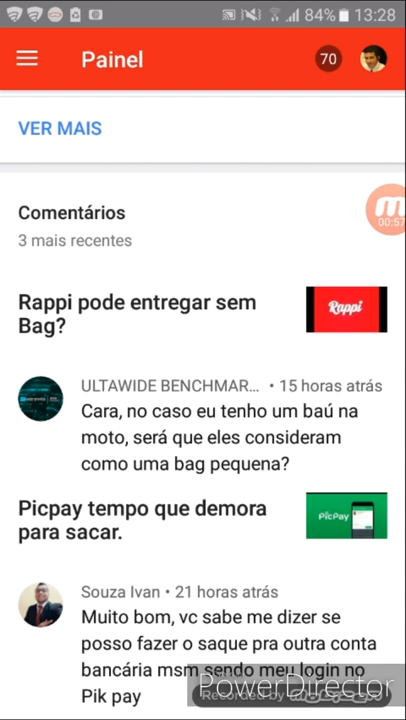 84% 13:28
Painel
70
VER MAIS
Comentários
00:57
3 mais recentes
Rappi pode entregar sem
Bag?
Rappi
ULTAWIDE BENCHMAR... • 15 horas atrás
Cara, no caso eu tenho um baú na
moto, será que eles consideram
como uma bag pequena?
Picpay tempo que demora
para sacar.
PicPay
Souza Ivan • 21 horas atrás
Muito bom, vc sabe me dizer se
posso fazer o saque pra outra conta
bancária msm sendo meu login no
Pik pay
PowerDirector
Recorded by